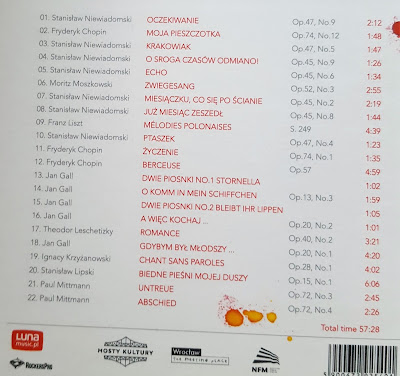 01. Stanisław Niewiadomski OCZEKIWANIE Op.47, No.9 2:12
02. Fryderyk Chopin MOJA PIESZCZOTKA Op.74, No.12 1:48
03. Stanisław Niewiadomski KRAKOWIAK Op.47, No.5 1:47
04. Stanisław Niewiadomski O SROGA CZASÓW ODMIANO! Op.45, No.9 1:26
05. Stanisław Niewiadomski ECHO Op.45, No.6 1:34
06. Moritz Moszkowski ZWIEGESANG Op.52, No.3 2:55
07. Stanisław Niewiadomski MIESIĄCZKU, CO SIĘ PO ŚCIANIE Op.45, No.2 2:19
08. Stanisław Niewiadomski JUŻ MIESIĄC ZESZEDŁ Op.45, No.8 1:44
09. Franz Liszt MÉLODIES POLONAISES S. 249 4:39
10. Stanisław Niewiadomski PTASZEK Op.47, No.4 1:23
11. Fryderyk Chopin ŻYCZENIE Op.74, No.1
12. Fryderyk Chopin BERCEUSE Op.57
13. Jan Gall DWIE PIOSNKI NO.1 STORNELLA 1:02
14. Jan Gall O KOMM IN MEIN SCHIFFCHEN Op.13, No.3 1:59
15. Jan Gall DWIE PIOSNKI NO.2 BLEIBT IHR LIPPEN 1:05
16. Jan Gall A WIĘC KOCHAJ ... Op.20, No.2
17. Theodor Leschetizky ROMANCE Op.40, No.2 3:21
18. Jan Gall GDYBYM BYŁ MŁODSZY ... Op.20, No.1 4:20
19. Ignacy Krzyżanowski CHANT SANS PAROLES Op.28, No.1
20. Stanisław Lipski BIEDNE PIEŚNI MOJEJ DUSZY Op.15, No.1
21. Paul Mittmann UNTREUE Op.72, No.3 2:45
22. Paul Mittmann ABSCHIED Op.72, No.4 2:26
Total time 57:28
LUNA
music.pl
ROCKERSPRO
MOSTY KULTURY
Wrocław
THE MEETING PLACE
NFM